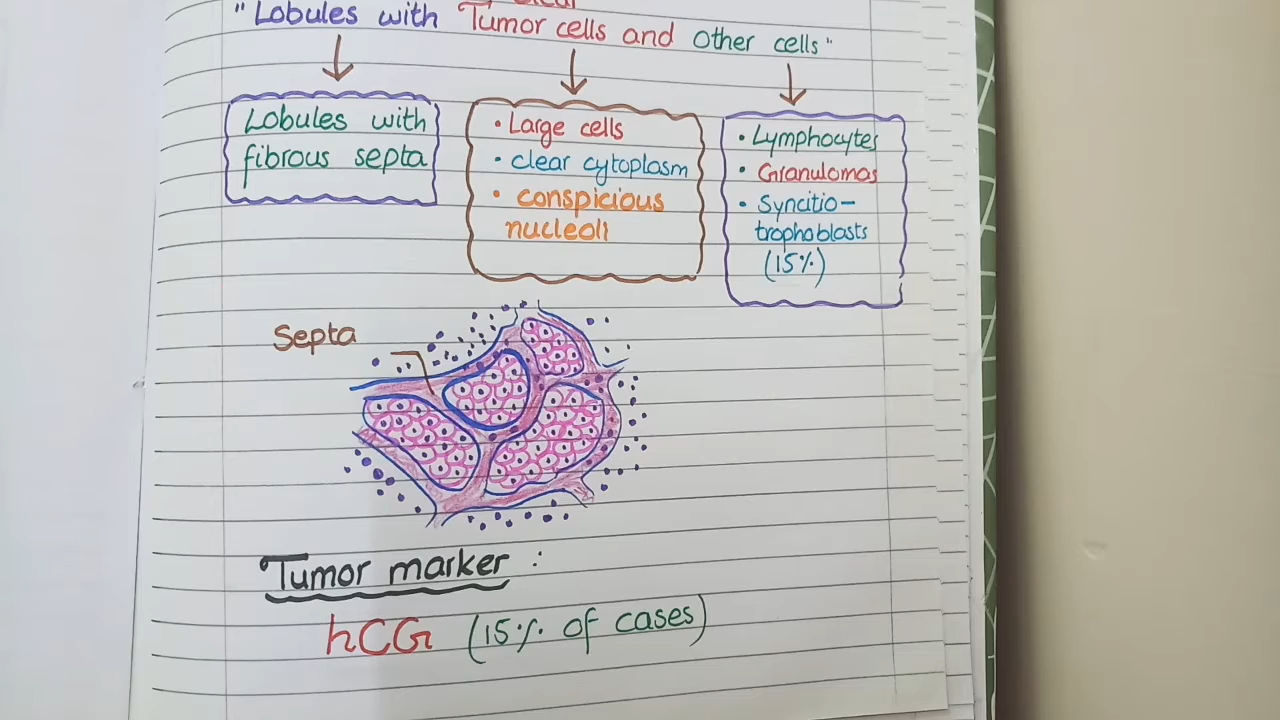 "Lobules with Tumor cells and other cells"
Lobules with
fibrous septa
• Large cells
• clear cytoplasm
• conspicious
nucleoli
• Lymphocytes
• Granulomas
• Syncitio-
trophoblasts
(15%)
Septa
Tumor marker :
hCG (15% of cases)